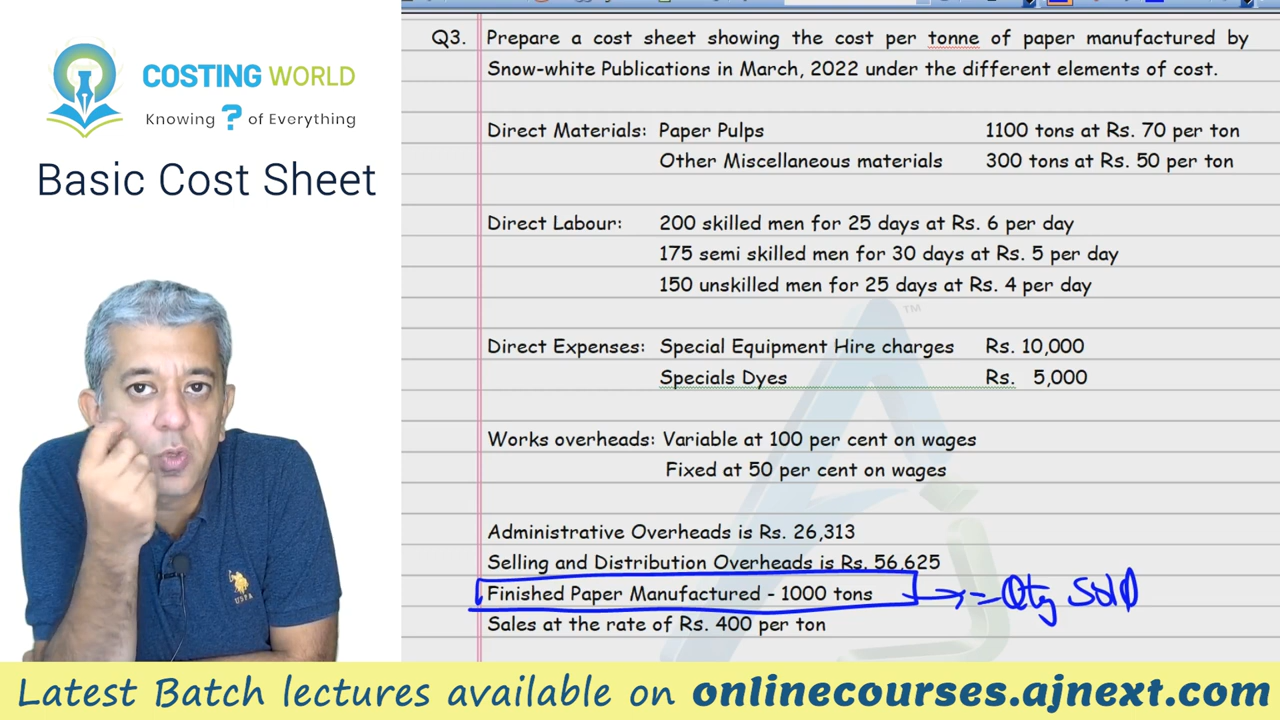 COSTING WORLD
Knowing ? of Everything
Basic Cost Sheet
Q3. Prepare a cost sheet showing the cost per tonne of paper manufactured by
Snow-white Publications in March, 2022 under the different elements of cost.
Direct Materials: Paper Pulps 1100 tons at Rs. 70 per ton
Other Miscellaneous materials 300 tons at Rs. 50 per ton
Direct Labour: 200 skilled men for 25 days at Rs. 6 per day
175 semi skilled men for 30 days at Rs. 5 per day
150 unskilled men for 25 days at Rs. 4 per day
Direct Expenses: Special Equipment Hire charges Rs. 10,000
Specials Dyes Rs. 5,000
Works overheads: Variable at 100 per cent on wages
Fixed at 50 per cent on wages
Administrative Overheads is Rs. 26,313
Selling and Distribution Overheads is Rs. 56,625
Finished Paper Manufactured - 1000 tons → = Qty Sold
Sales at the rate of Rs. 400 per ton
TM
U.S. POLO ASSN
USPA
Latest Batch lectures available on onlinecourses.ajnext.com